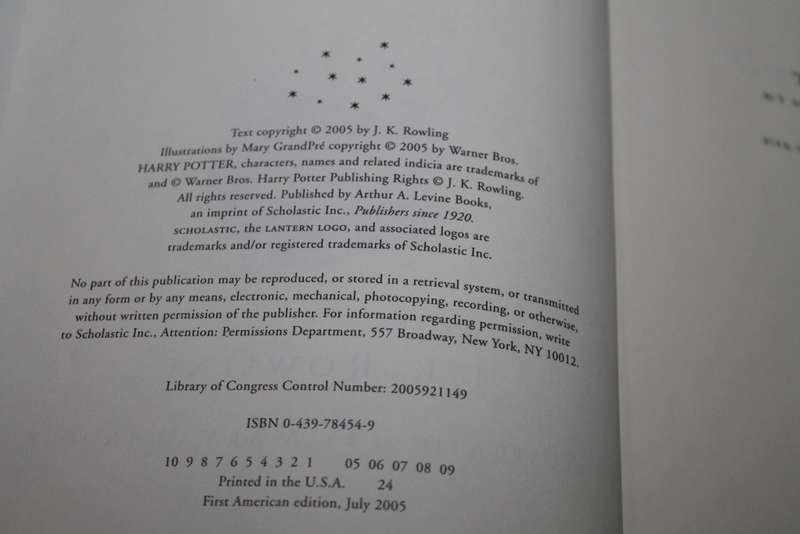 Text copyright © 2005 by J. K. Rowling
Illustrations by Mary GrandPré copyright © 2005 by Warner Bros.
HARRY POTTER, characters, names and related indicia are trademarks of
and © Warner Bros. Harry Potter Publishing Rights © J. K. Rowling.
All rights reserved. Published by Arthur A. Levine Books,
an imprint of Scholastic Inc., Publishers since 1920.
SCHOLASTIC, the LANTERN LOGO, and associated logos are
trademarks and/or registered trademarks of Scholastic Inc.
No part of this publication may be reproduced, or stored in a retrieval system, or transmitted
in any form or by any means, electronic, mechanical, photocopying, recording, or otherwise,
without written permission of the publisher. For information regarding permission, write
to Scholastic Inc., Attention: Permissions Department, 557 Broadway, New York, NY 10012.
Library of Congress Control Number: 2005921149
ISBN 0-439-78454-9
10 9 8 7 6 5 4 3 2 1 05 06 07 08 09
Printed in the U.S.A. 24
First American edition, July 2005